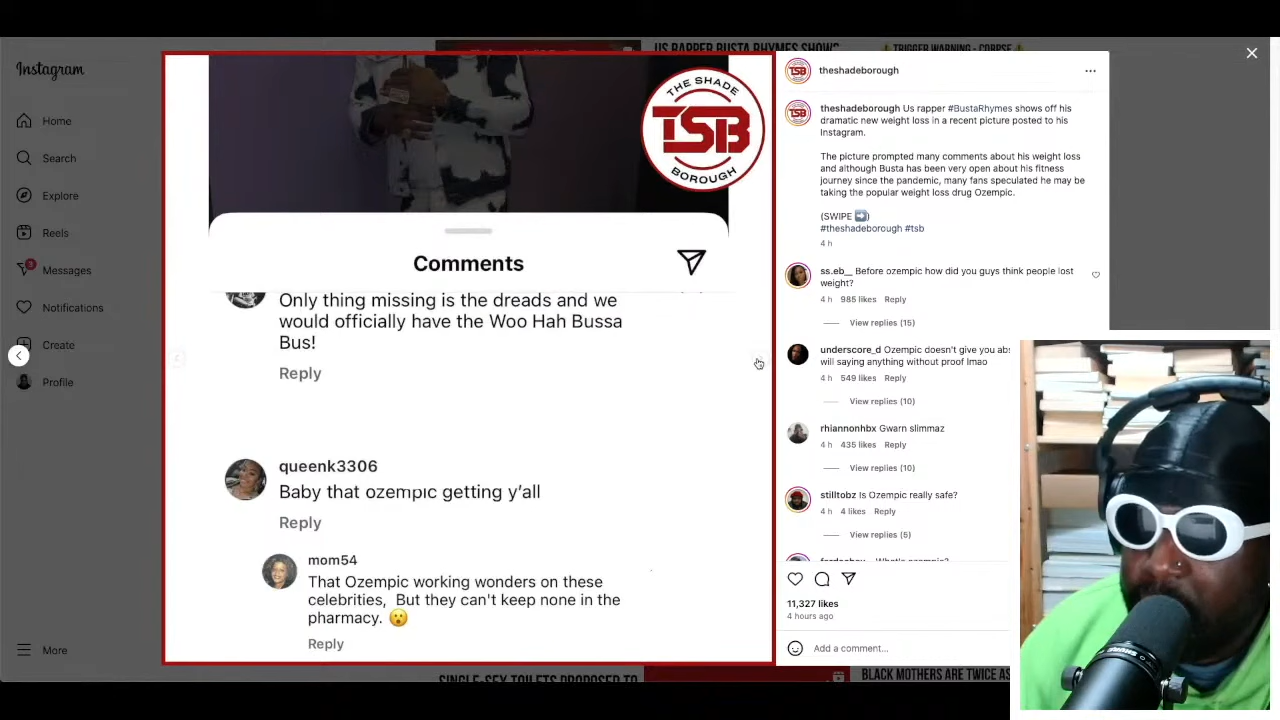 US RAPPER BUSTA RHYMES SHOWS
TRIGGER WARNING - CORPSE
Instagram
Home
Search
Explore
Reels
3
Messages
Notifications
Create
Profile
More
THE SHADE
TSB
BOROUGH
Comments
Only thing missing is the dreads and we
would officially have the Woo Hah Bussa
Bus!
Reply
queenk3306
Baby that ozempic getting y'all
Reply
mom54
That Ozempic working wonders on these
celebrities, But they can't keep none in the
pharmacy. 😮
Reply
TSB
theshadeborough
TSB
theshadeborough Us rapper #BustaRhymes shows off his
dramatic new weight loss in a recent picture posted to his
Instagram.
The picture prompted many comments about his weight loss
and although Busta has been very open about his fitness
journey since the pandemic, many fans speculated he may be
taking the popular weight loss drug Ozempic.
(SWIPE ➡️)
#theshadeborough #tsb
4 h
ss.eb__ Before ozempic how did you guys think people lost
weight?
4 h 985 likes Reply
View replies (15)
underscore_d Ozempic doesn't give you abs
will saying anything without proof lmao
4 h 549 likes Reply
View replies (10)
rhiannonhbx Gwarn slimmaz
4 h 435 likes Reply
View replies (10)
stilltobz Is Ozempic really safe?
4 h 4 likes Reply
View replies (5)
11,327 likes
4 hours ago
Add a comment...
SINGLE-SEX TOILETS PROPOSED TO
BLACK MOTHERS ARE TWICE AS